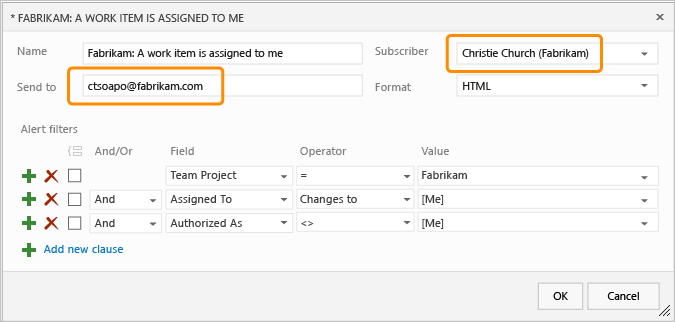 * FABRIKAM: A WORK ITEM IS ASSIGNED TO ME
Name Fabrikam: A work item is assigned to me Subscriber Christie Church (Fabrikam)
Send to ctsoapo@fabrikam.com Format HTML
Alert filters
And/Or Field Operator Value
Team Project = Fabrikam
And Assigned To Changes to [Me]
And Authorized As <> [Me]
Add new clause
OK Cancel